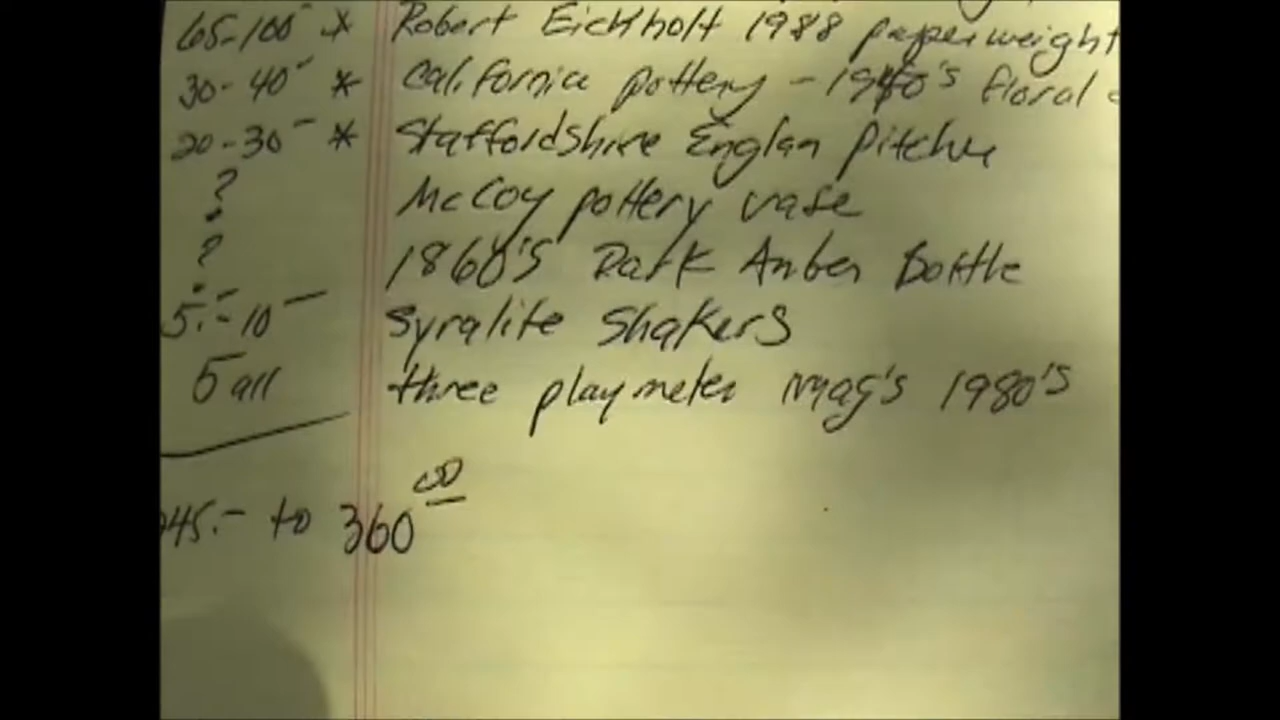 65-100 * Robert Eickholt 1988 paperweight
30-40 * California pottery - 1940's floral
20-30 * Staffordshire Englan Pitcher
? McCoy pottery vase
? 1860's Dark Amber Bottle
5.-10 Syralite Shakers
5 all three playmeter mag's 1980's
45.- to 360 00